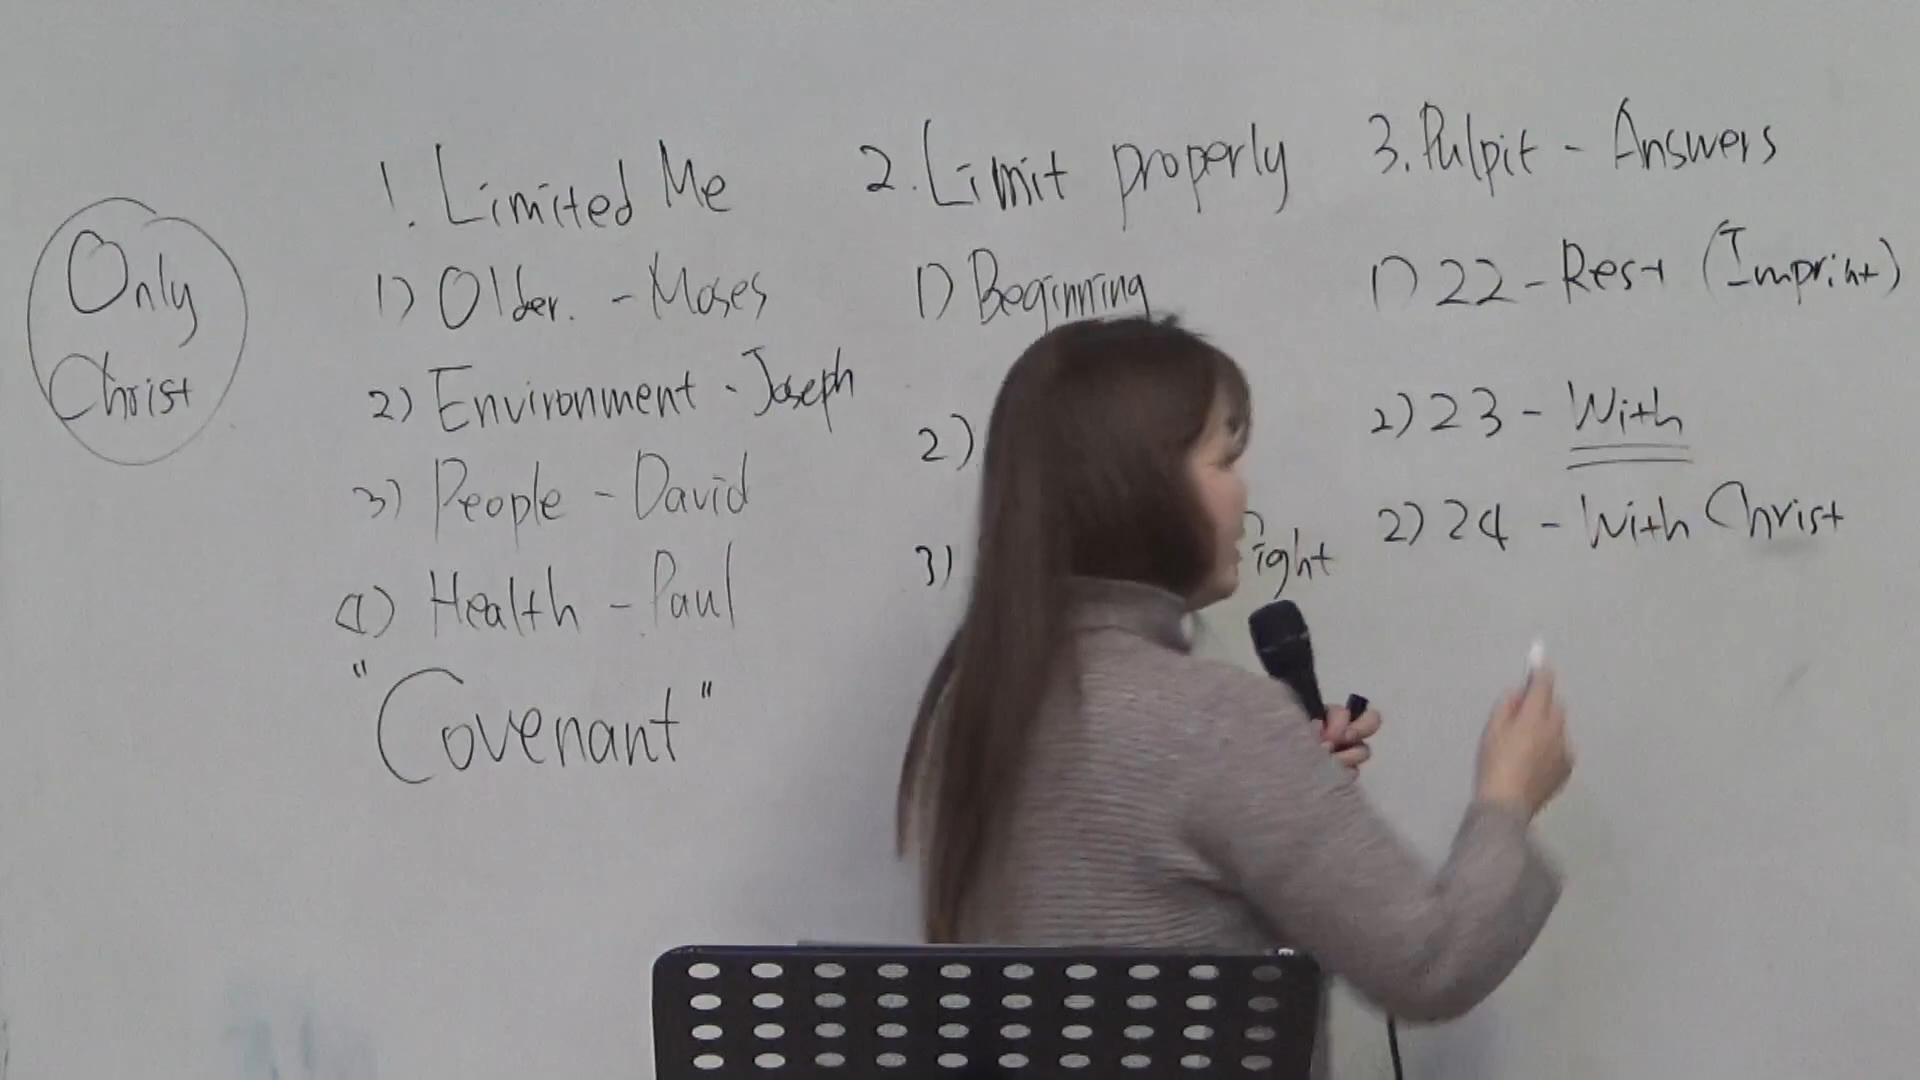 Only
Christ
1. Limited Me
1) Older. - Moses
2) Environment - Joseph
3) People - David
4) Health - Paul
"Covenant"
2. Limit properly
1) Beginning
2)
3)
3. Pulpit - Answers
1) 22 - Rest (Imprint)
2) 23 - With
2) 24 - With Christ